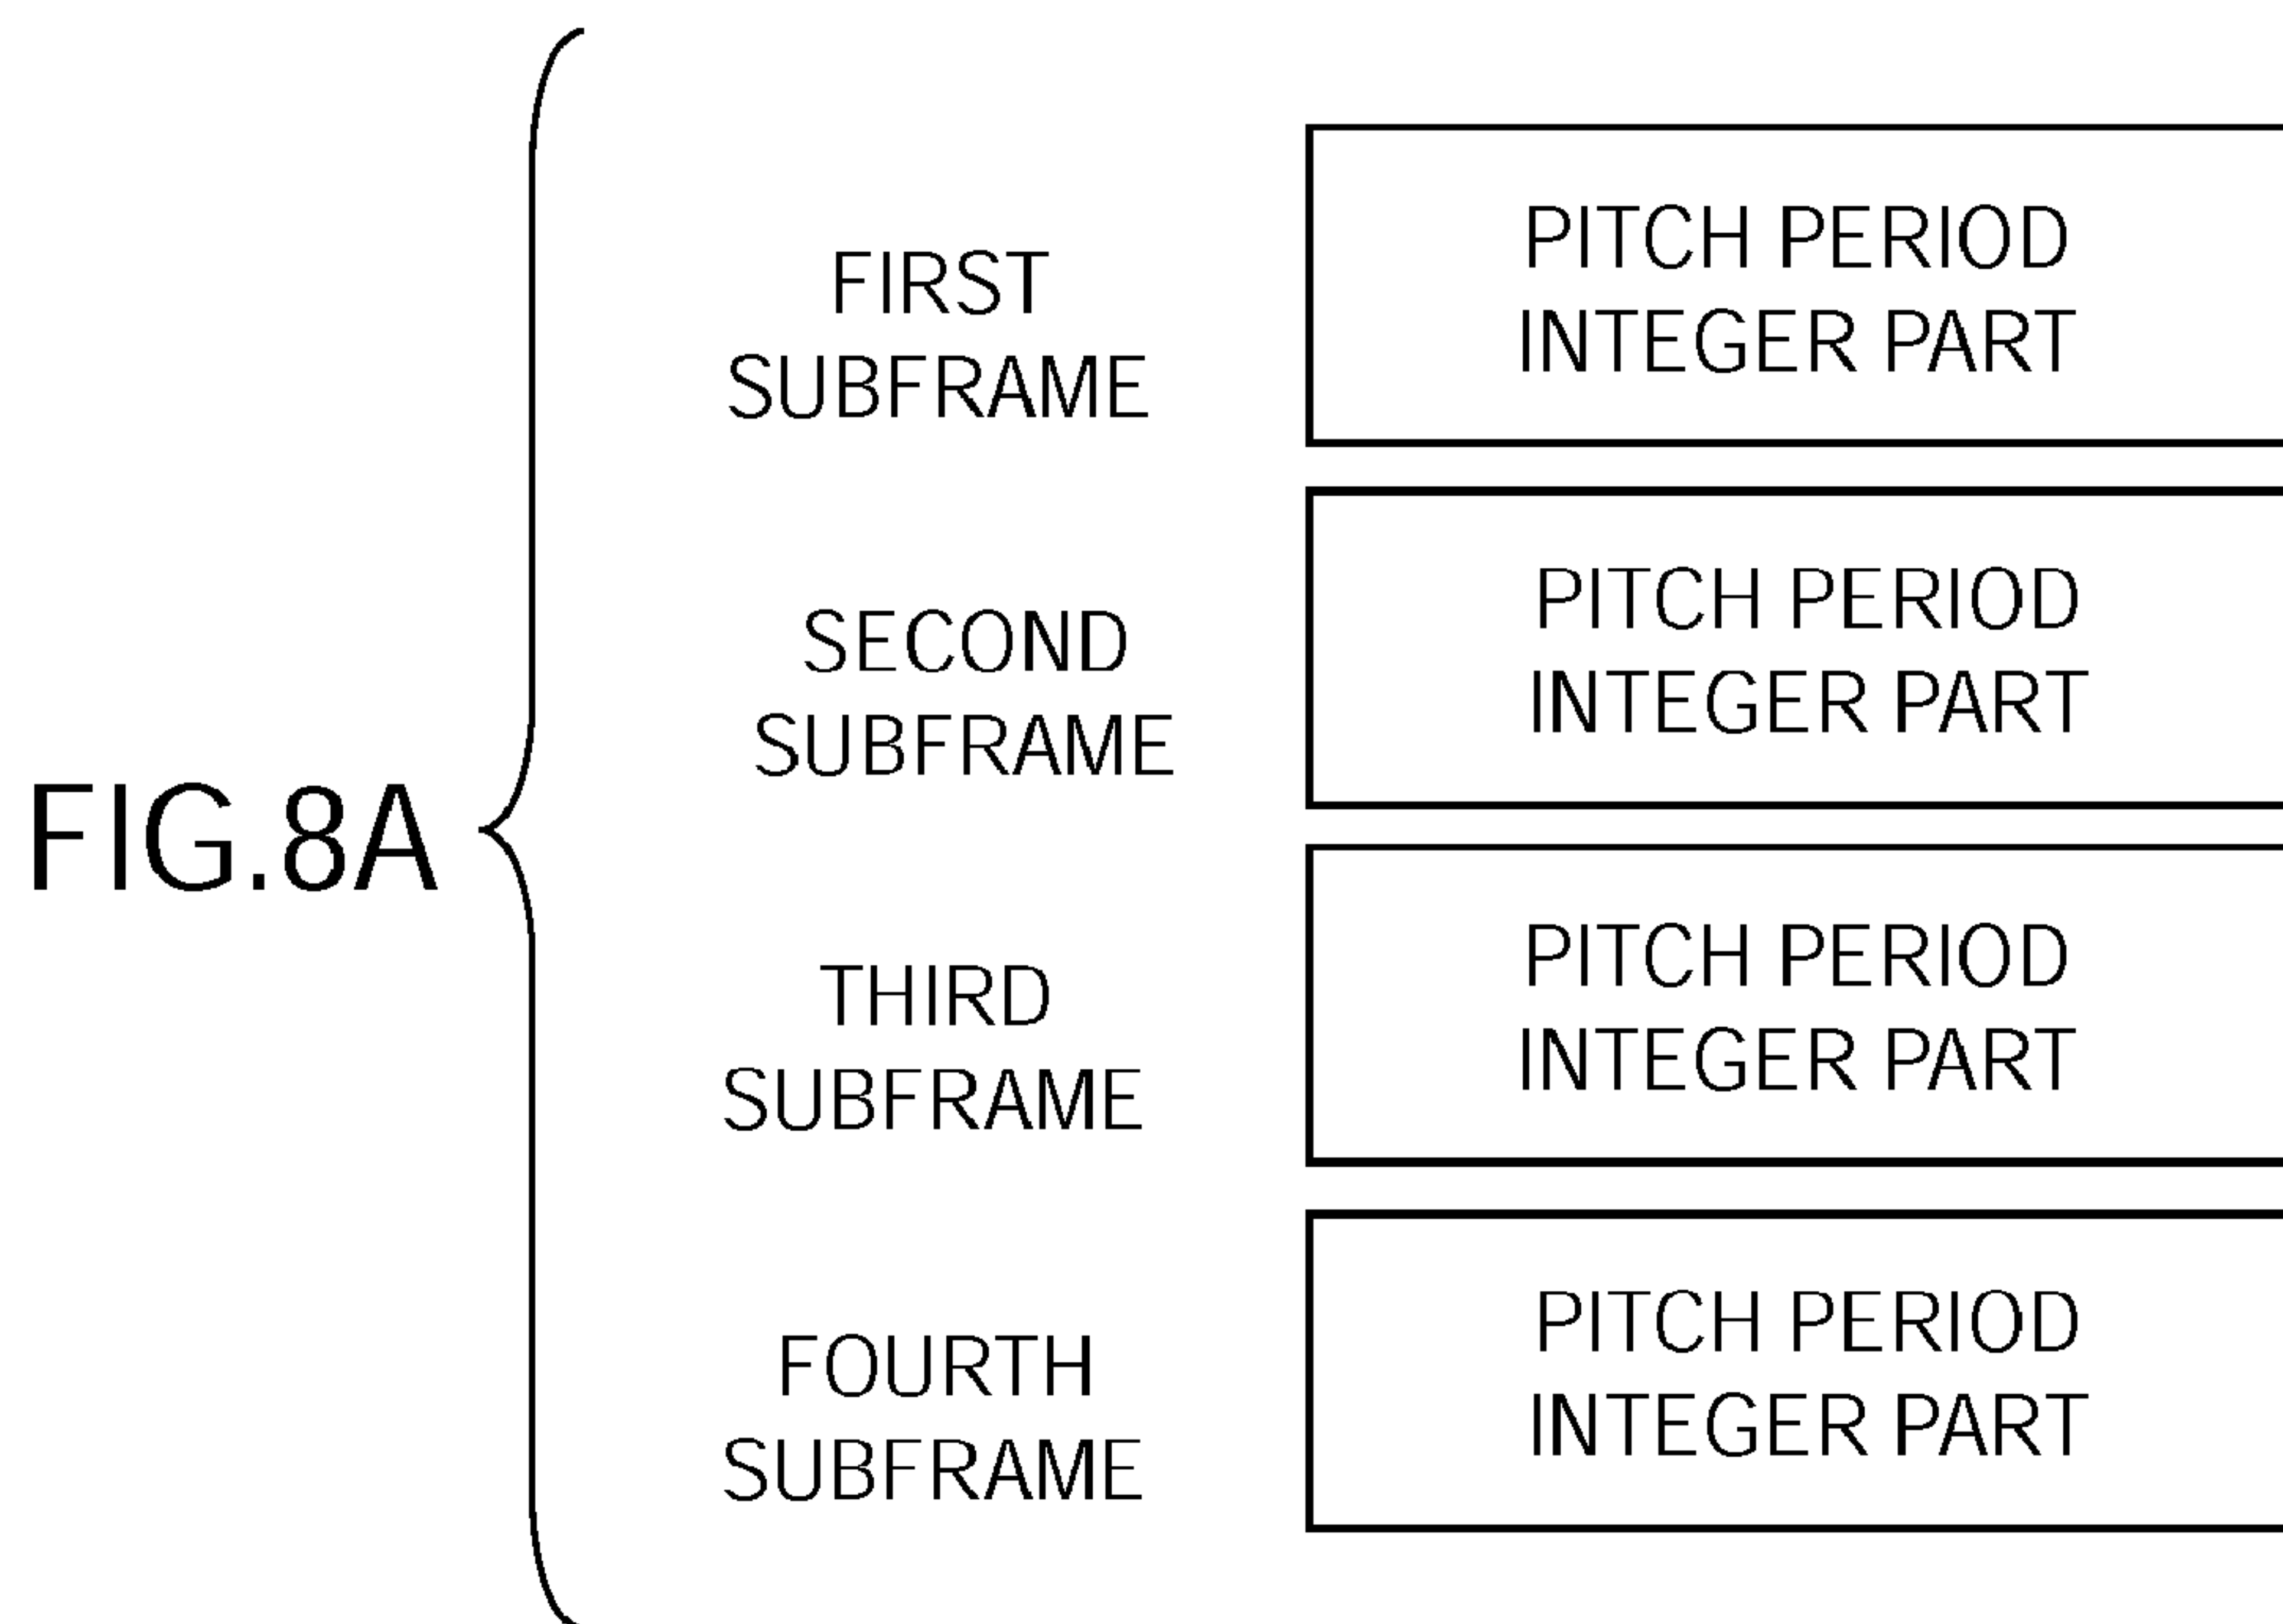 FIG.8A
FIRST
SUBFRAME
PITCH PERIOD
INTEGER PART
SECOND
SUBFRAME
PITCH PERIOD
INTEGER PART
THIRD
SUBFRAME
PITCH PERIOD
INTEGER PART
FOURTH
SUBFRAME
PITCH PERIOD
INTEGER PART